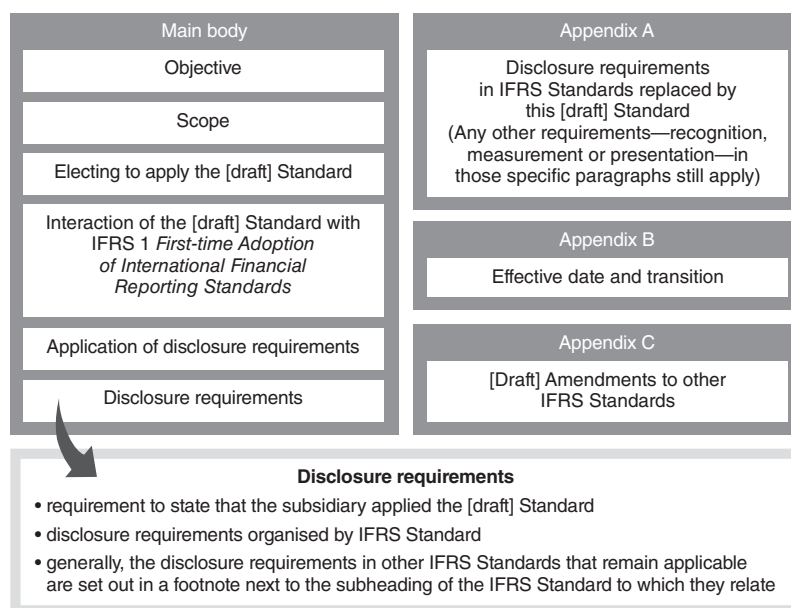 Main body
Objective
Scope
Electing to apply the [draft] Standard
Interaction of the [draft] Standard with
IFRS 1 First-time Adoption
of International Financial
Reporting Standards
Application of disclosure requirements
Disclosure requirements
Appendix A
Disclosure requirements
in IFRS Standards replaced by
this [draft] Standard
(Any other requirements—recognition,
measurement or presentation—in
those specific paragraphs still apply)
Appendix B
Effective date and transition
Appendix C
[Draft] Amendments to other
IFRS Standards
Disclosure requirements
• requirement to state that the subsidiary applied the [draft] Standard
• disclosure requirements organised by IFRS Standard
• generally, the disclosure requirements in other IFRS Standards that remain applicable
are set out in a footnote next to the subheading of the IFRS Standard to which they relate